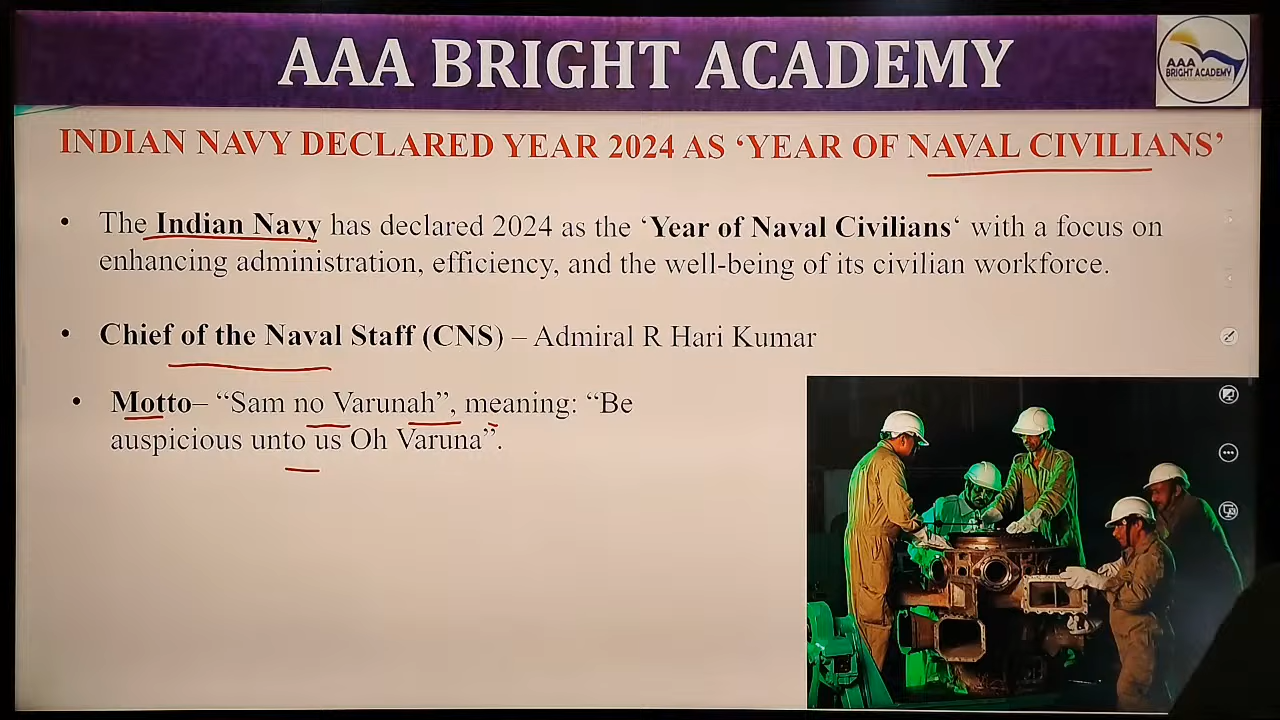 AAA BRIGHT ACADEMY
AAA
BRIGHT ACADEMY
INDIAN NAVY DECLARED YEAR 2024 AS ‘YEAR OF NAVAL CIVILIANS’
• The Indian Navy has declared 2024 as the ‘Year of Naval Civilians‘ with a focus on
enhancing administration, efficiency, and the well-being of its civilian workforce.
• Chief of the Naval Staff (CNS) – Admiral R Hari Kumar
• Motto– “Sam no Varunah”, meaning: “Be
auspicious unto us Oh Varuna”.